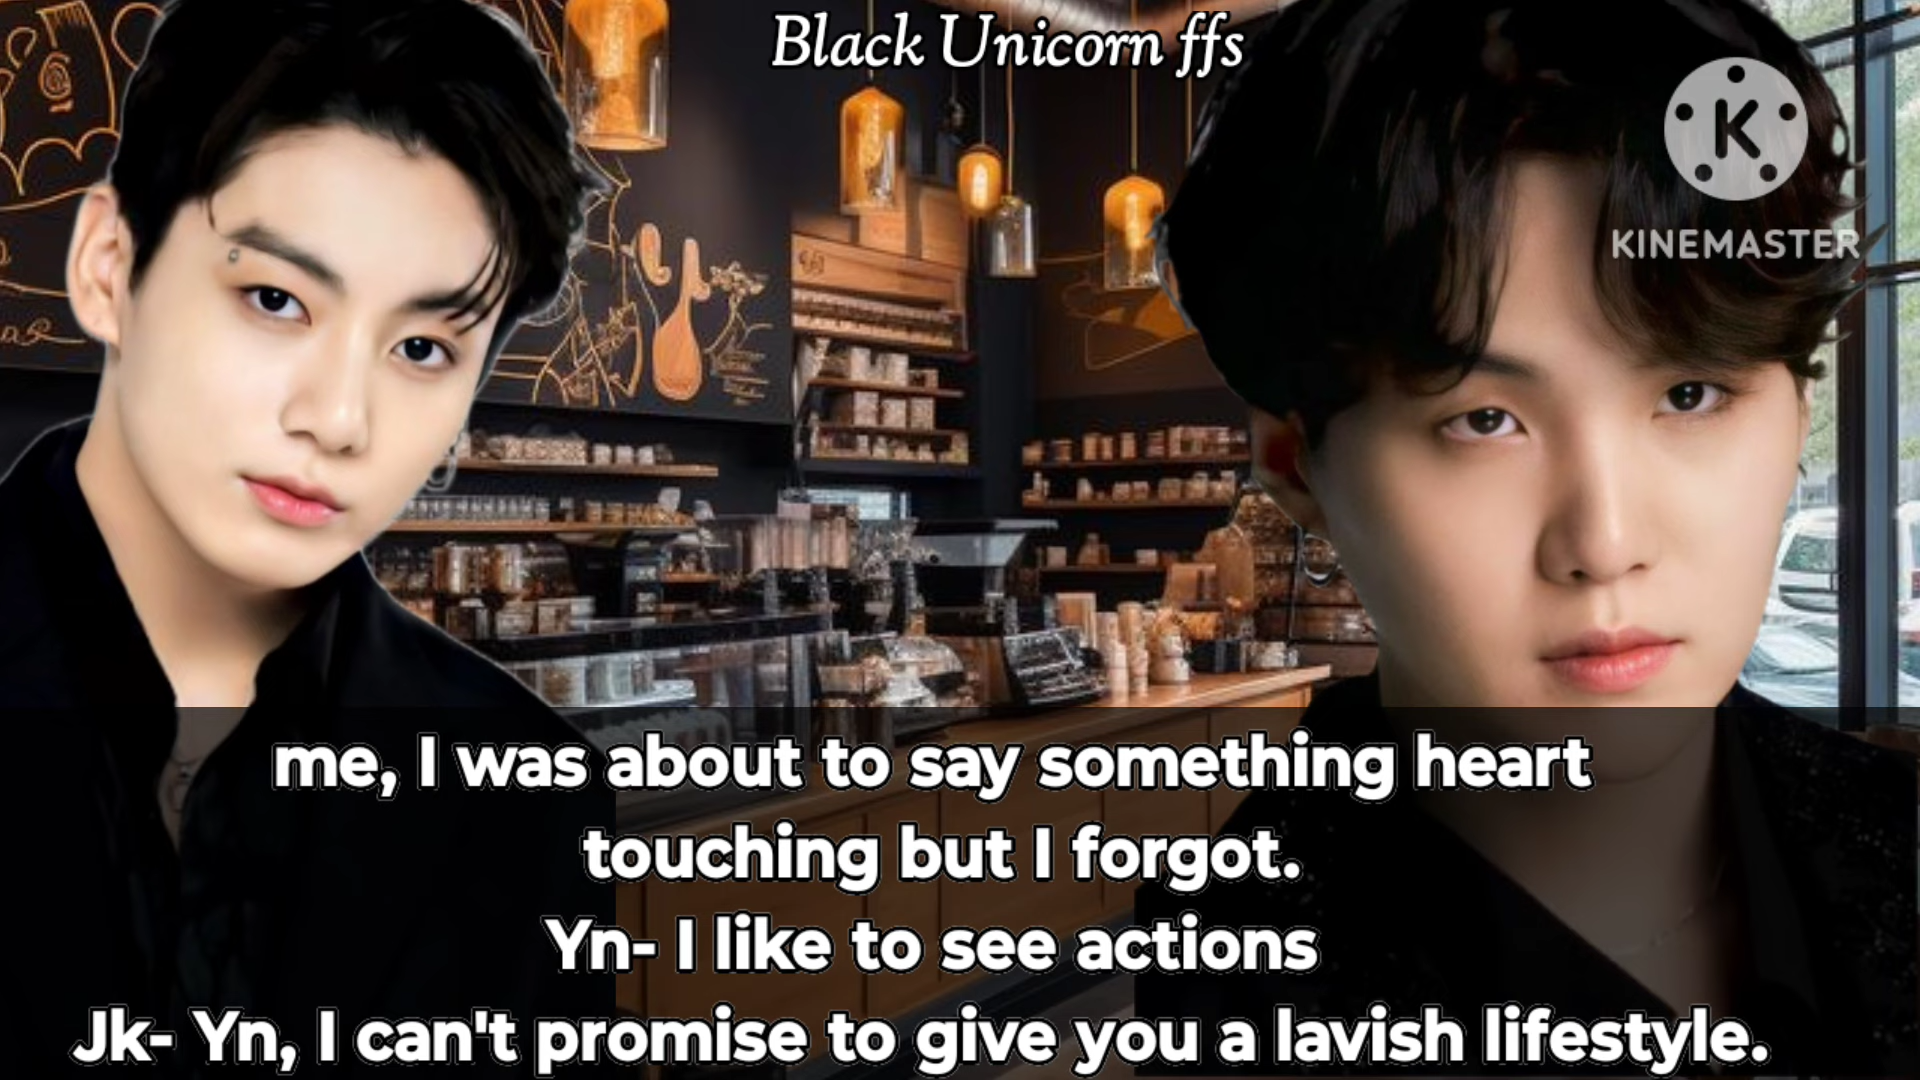 Black Unicorn ffs
K
KINEMASTER
me, I was about to say something heart
touching but I forgot.
Yn- I like to see actions
Jk- Yn, I can't promise to give you a lavish lifestyle.